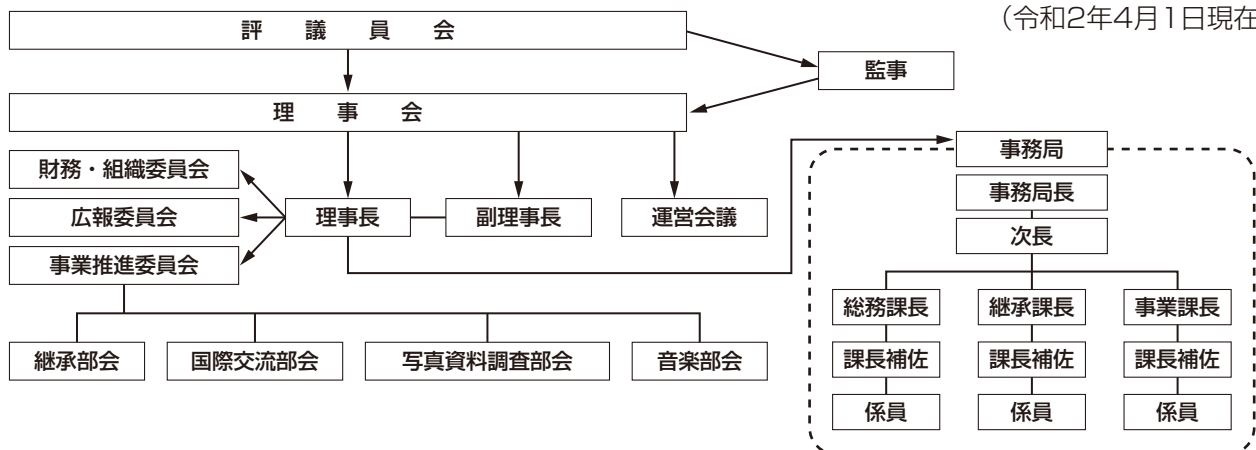 （令和2年4月1日現在
評議員会
監事
理事会
財務・組織委員会
広報委員会
事業推進委員会
理事長
副理事長
運営会議
継承部会
国際交流部会
写真資料調査部会
音楽部会
事務局
事務局長
次長
総務課長
継承課長
事業課長
課長補佐
課長補佐
課長補佐
係員
係員
係員